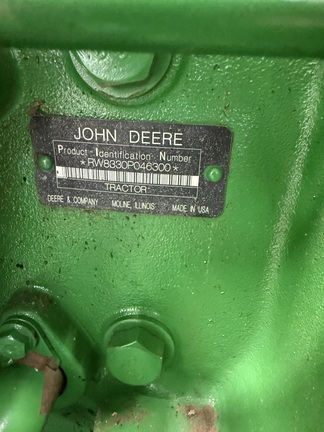 JOHN DEERE
Product Identification Number
*RW8330P046300*
TRACTOR
DEERE & COMPANY MOLINE, ILLINOIS MADE IN USA